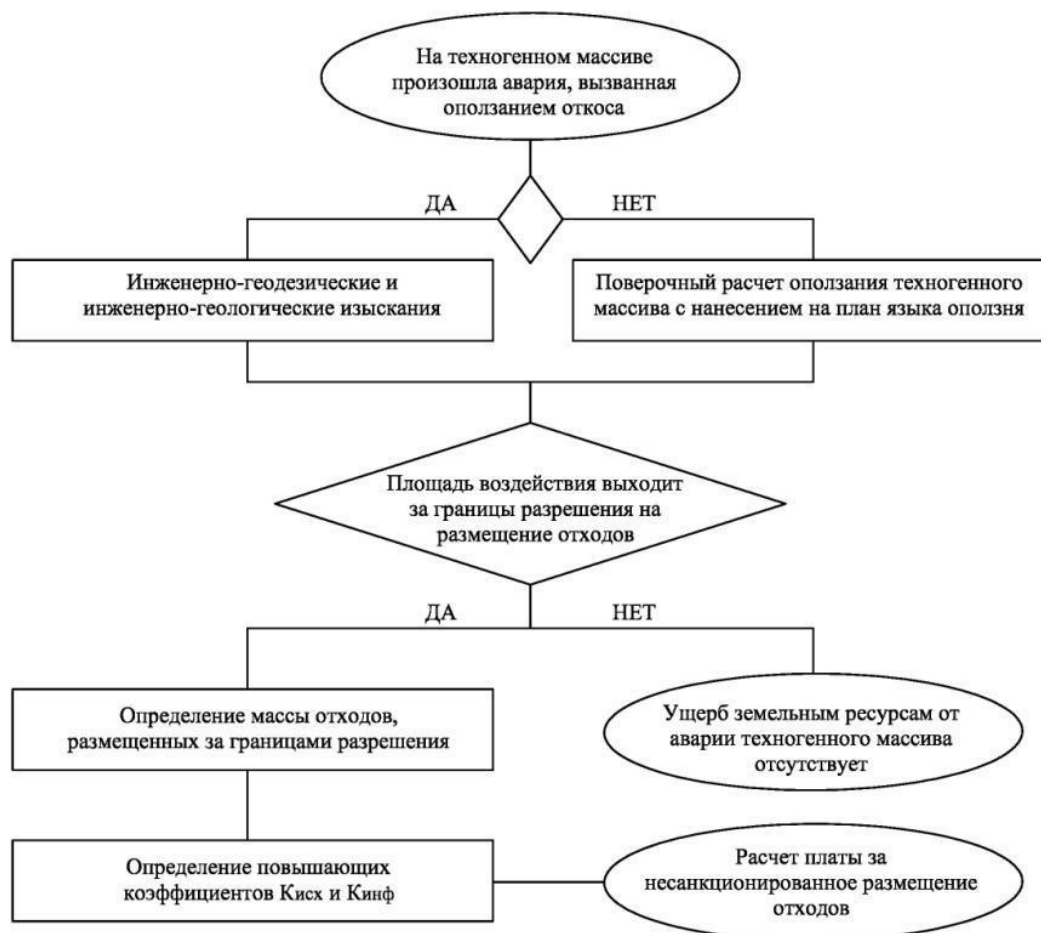 На техногенном массиве
произошла авария, вызванная
оползанием откоса
ДА
НЕТ
Инженерно-геодезические и
инженерно-геологические изыскания
Поверочный расчет оползания техногенного
массива с нанесением на план языка оползня
Площадь воздействия выходит
за границы разрешения на
размещение отходов
ДА
НЕТ
Определение массы отходов,
размещенных за границами разрешения
Ущерб земельным ресурсам от
аварии техногенного массива
отсутствует
Определение повышающих
коэффициентов Кисх и Кинф
Расчет платы за
несанкционированное размещение
отходов